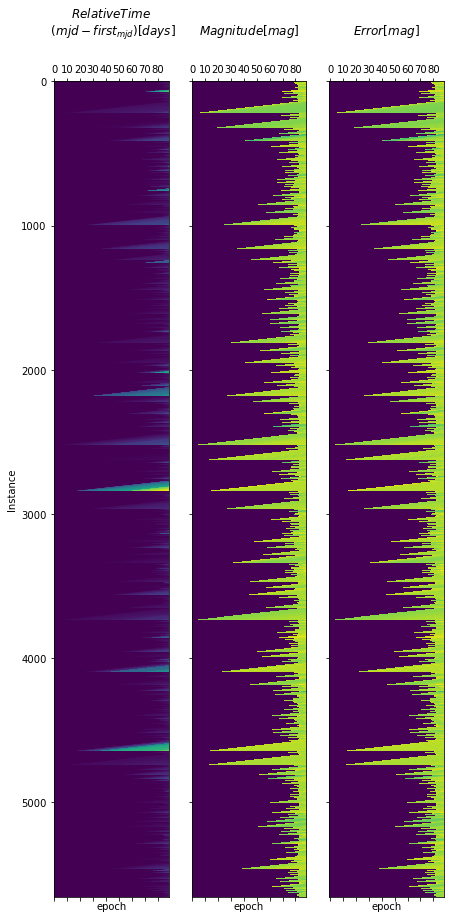 RelativeTime
(mjd − first_mjd)[days]
Magnitude[mag]
Error[mag]
0 10 20 30 40 50 60 70 80
0 10 20 30 40 50 60 70 80
0 10 20 30 40 50 60 70 80
0
1000
2000
3000
4000
5000
Instance
epoch
epoch
epoch